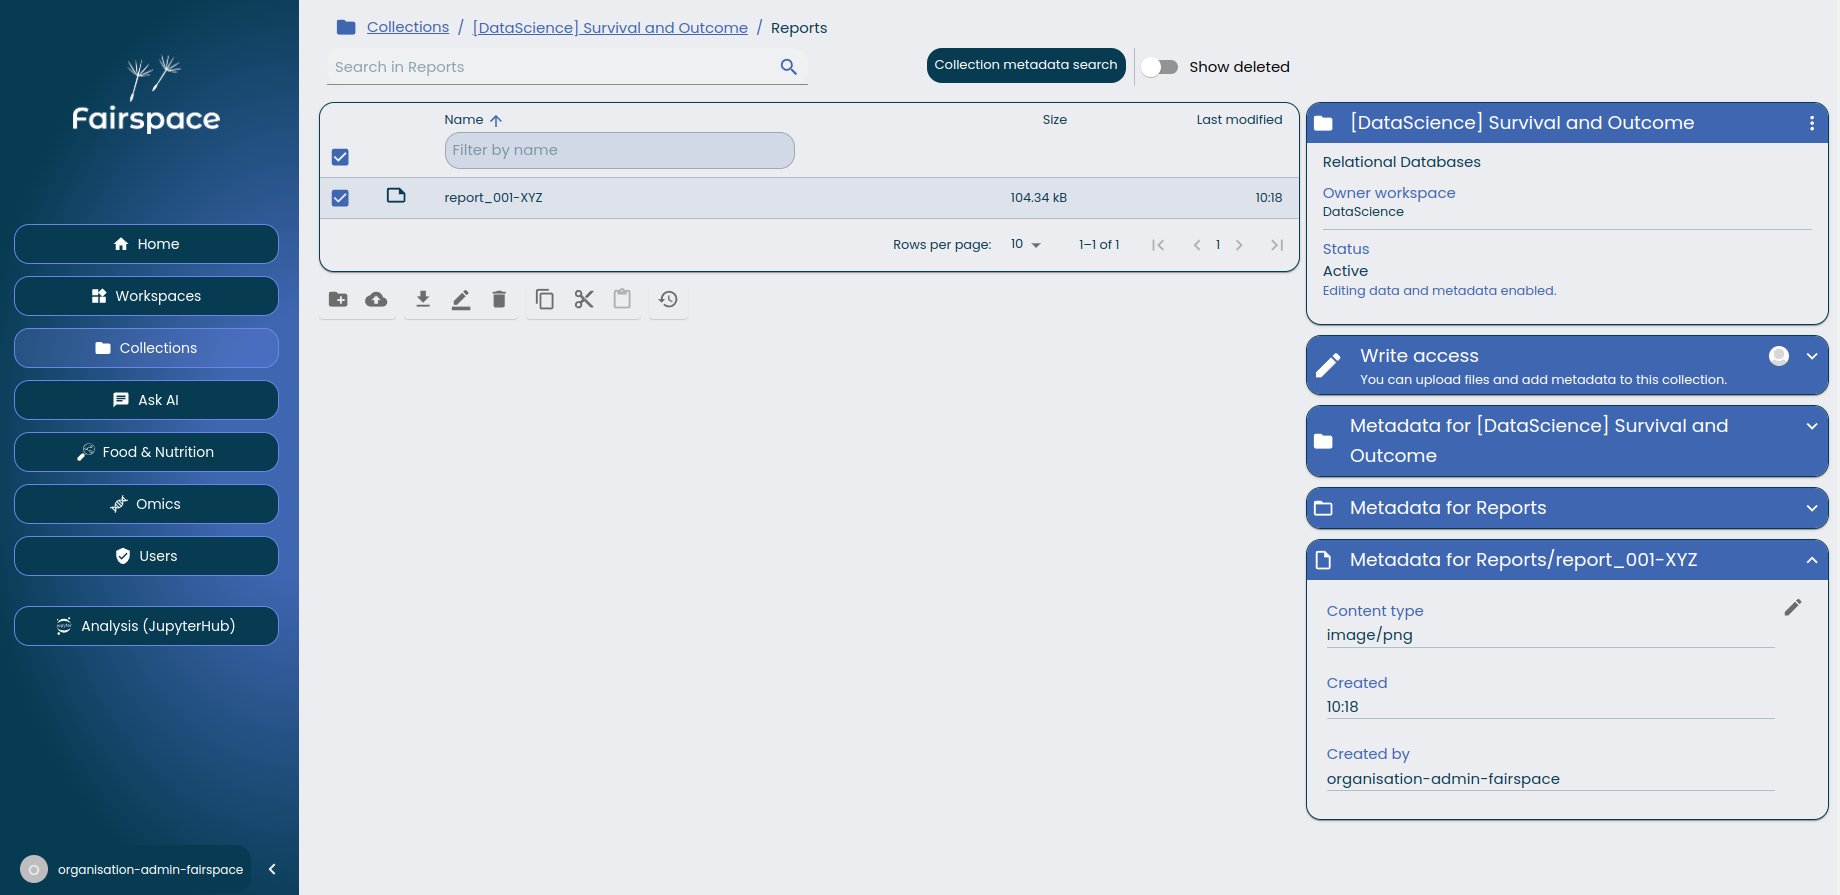 Fairspace
Home
Workspaces
Collections
Ask AI
Food & Nutrition
Omics
Users
Analysis (JupyterHub)
O organisation-admin-fairspace
Collections / [DataScience] Survival and Outcome / Reports
Search in Reports
Collection metadata search
Show deleted
Name Size Last modified
Filter by name
report_001-XYZ 104.34 kB 10:18
Rows per page: 10 1-1 of 1 1
[DataScience] Survival and Outcome
Relational Databases
Owner workspace
DataScience
Status
Active
Editing data and metadata enabled.
Write access
You can upload files and add metadata to this collection.
Metadata for [DataScience] Survival and
Outcome
Metadata for Reports
Metadata for Reports/report_001-XYZ
Content type
image/png
Created
10:18
Created by
organisation-admin-fairspace